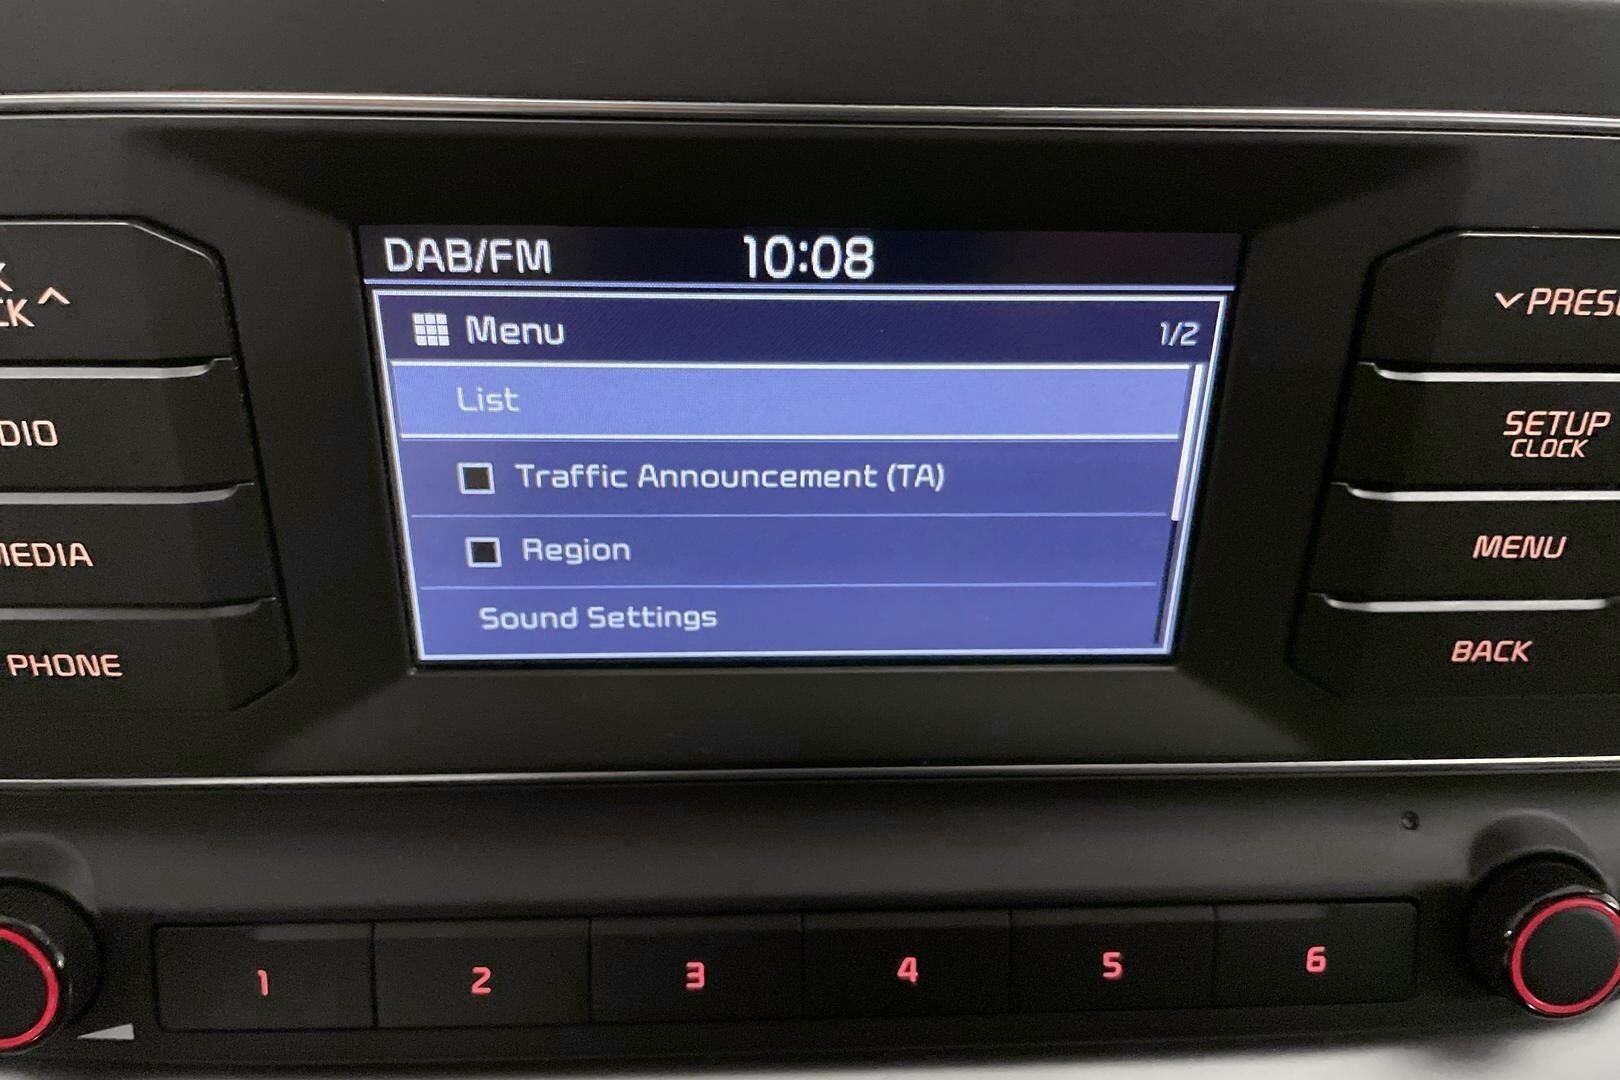 DAB/FM 10:08
Menu 1/2
List
Traffic Announcement (TA)
Region
Sound Settings
MEDIA
PHONE
SETUP
CLOCK
MENU
BACK
1 2 3 4 5 6